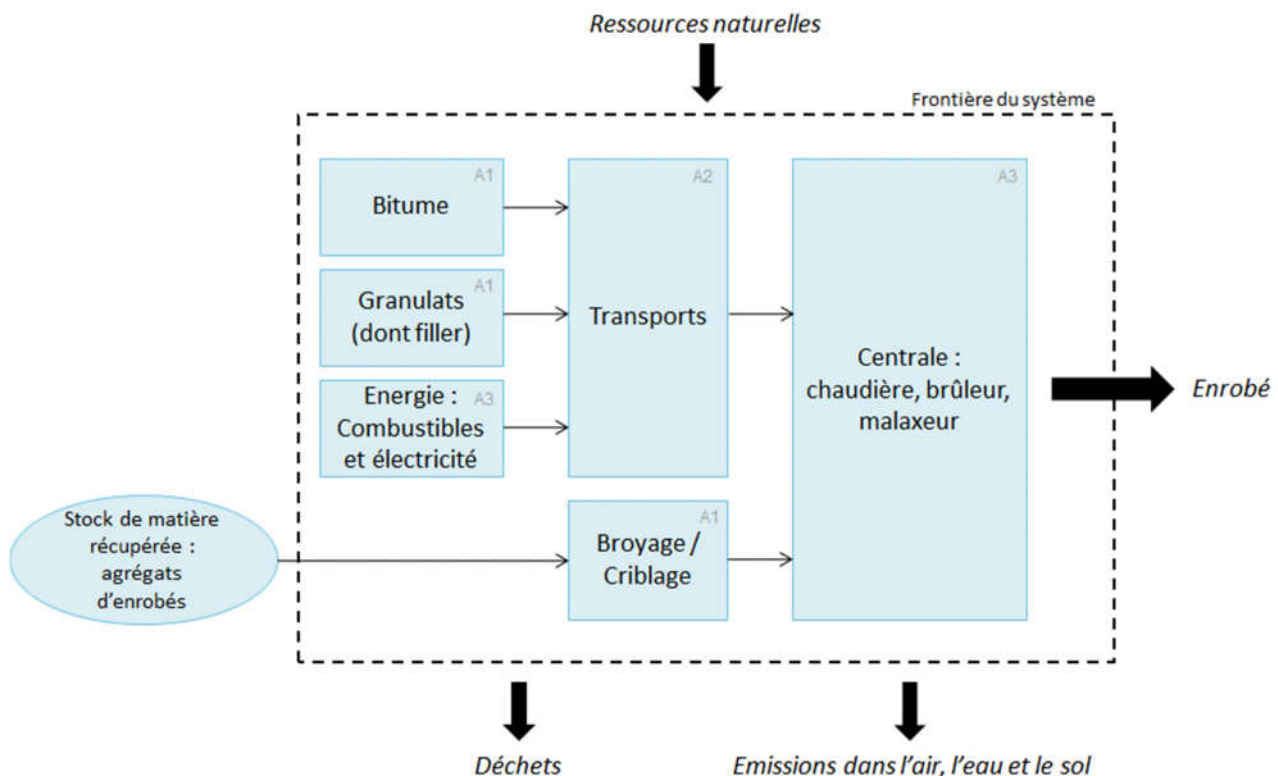 Ressources naturelles
Frontière du système
A1
Bitume
A2
A3
A1
Granulats
(dont filler)
Transports
A3
Energie :
Combustibles
et électricité
Centrale :
chaudière, brûleur,
malaxeur
Enrobé
Stock de matière
récupérée :
agrégats
d'enrobés
A1
Broyage /
Criblage
Déchets
Emissions dans l'air, l'eau et le sol